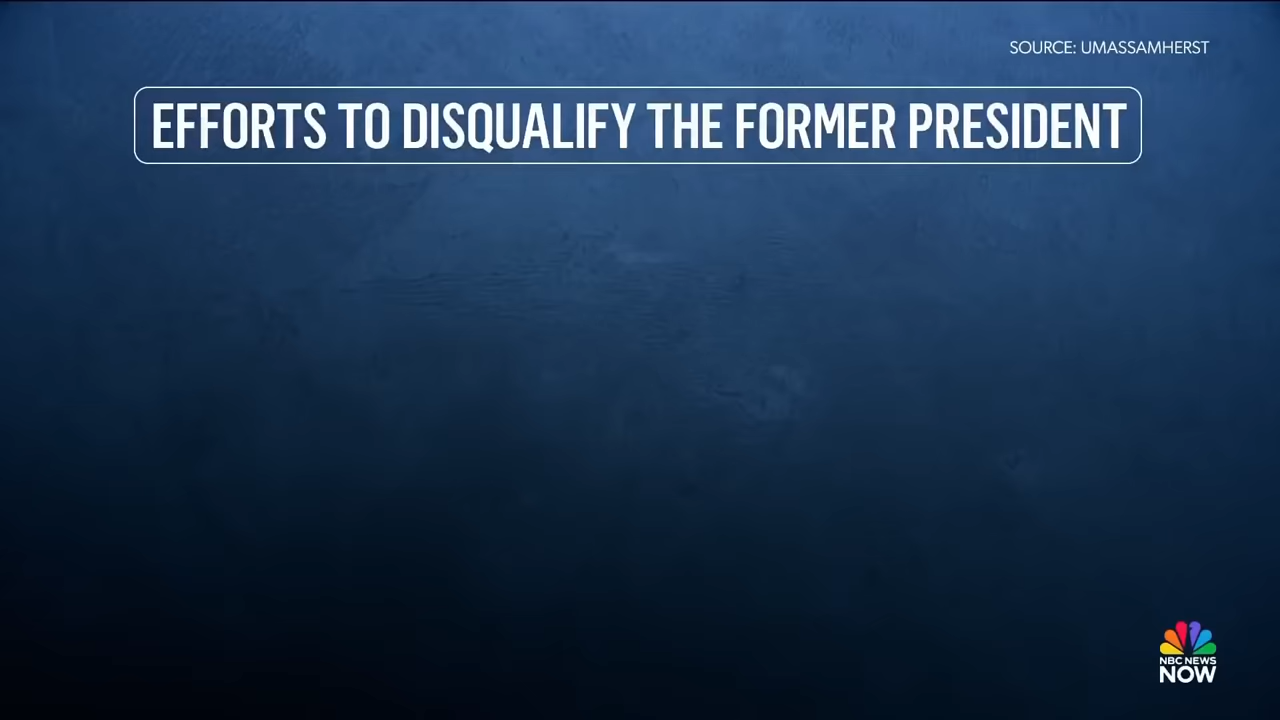 SOURCE: UMASSAMHERST
EFFORTS TO DISQUALIFY THE FORMER PRESIDENT
NBC NEWS
NOW